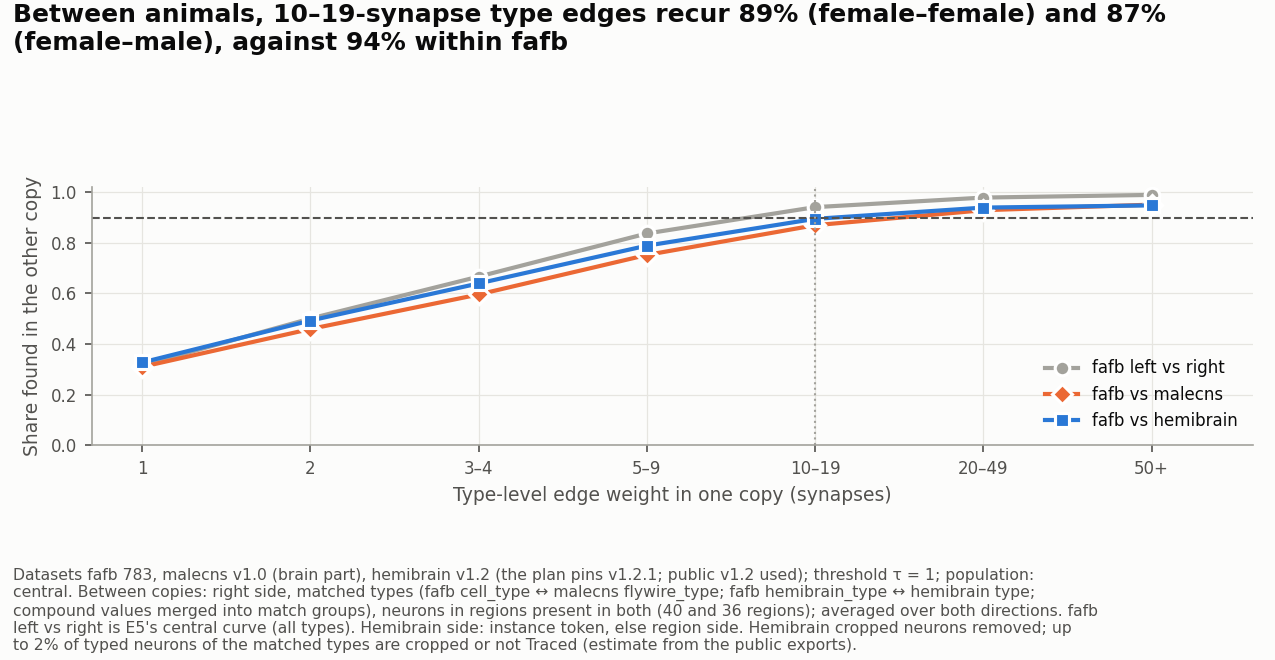 Between animals, 10–19-synapse type edges recur 89% (female–female) and 87%
(female–male), against 94% within fafb
Share found in the other copy
1.0
0.8
0.6
0.4
0.2
0.0
fafb left vs right
fafb vs malecns
fafb vs hemibrain
1
2
3–4
5–9
10–19
20–49
50+
Type-level edge weight in one copy (synapses)
Datasets fafb 783, malecns v1.0 (brain part), hemibrain v1.2 (the plan pins v1.2.1; public v1.2 used); threshold τ = 1; population:
central. Between copies: right side, matched types (fafb cell_type ↔ malecns flywire_type; fafb hemibrain_type ↔ hemibrain type;
compound values merged into match groups), neurons in regions present in both (40 and 36 regions); averaged over both directions. fafb
left vs right is E5's central curve (all types). Hemibrain side: instance token, else region side. Hemibrain cropped neurons removed; up
to 2% of typed neurons of the matched types are cropped or not Traced (estimate from the public exports).